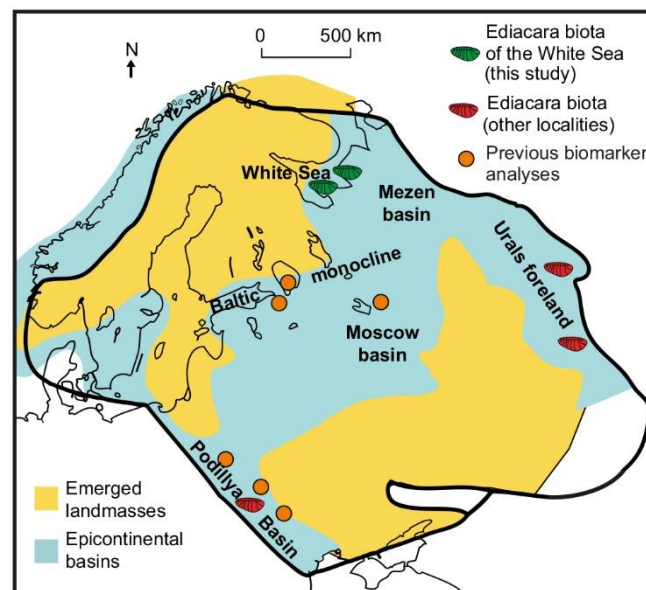 0 500 km
N
Ediacara biota
of the White Sea
(this study)
Ediacara biota
(other localities)
Previous biomarker
analyses
White Sea
Mezen
basin
Urals foreland
Baltic monocline
Moscow
basin
Podillya
Basin
Emerged
landmasses
Epicontinental
basins